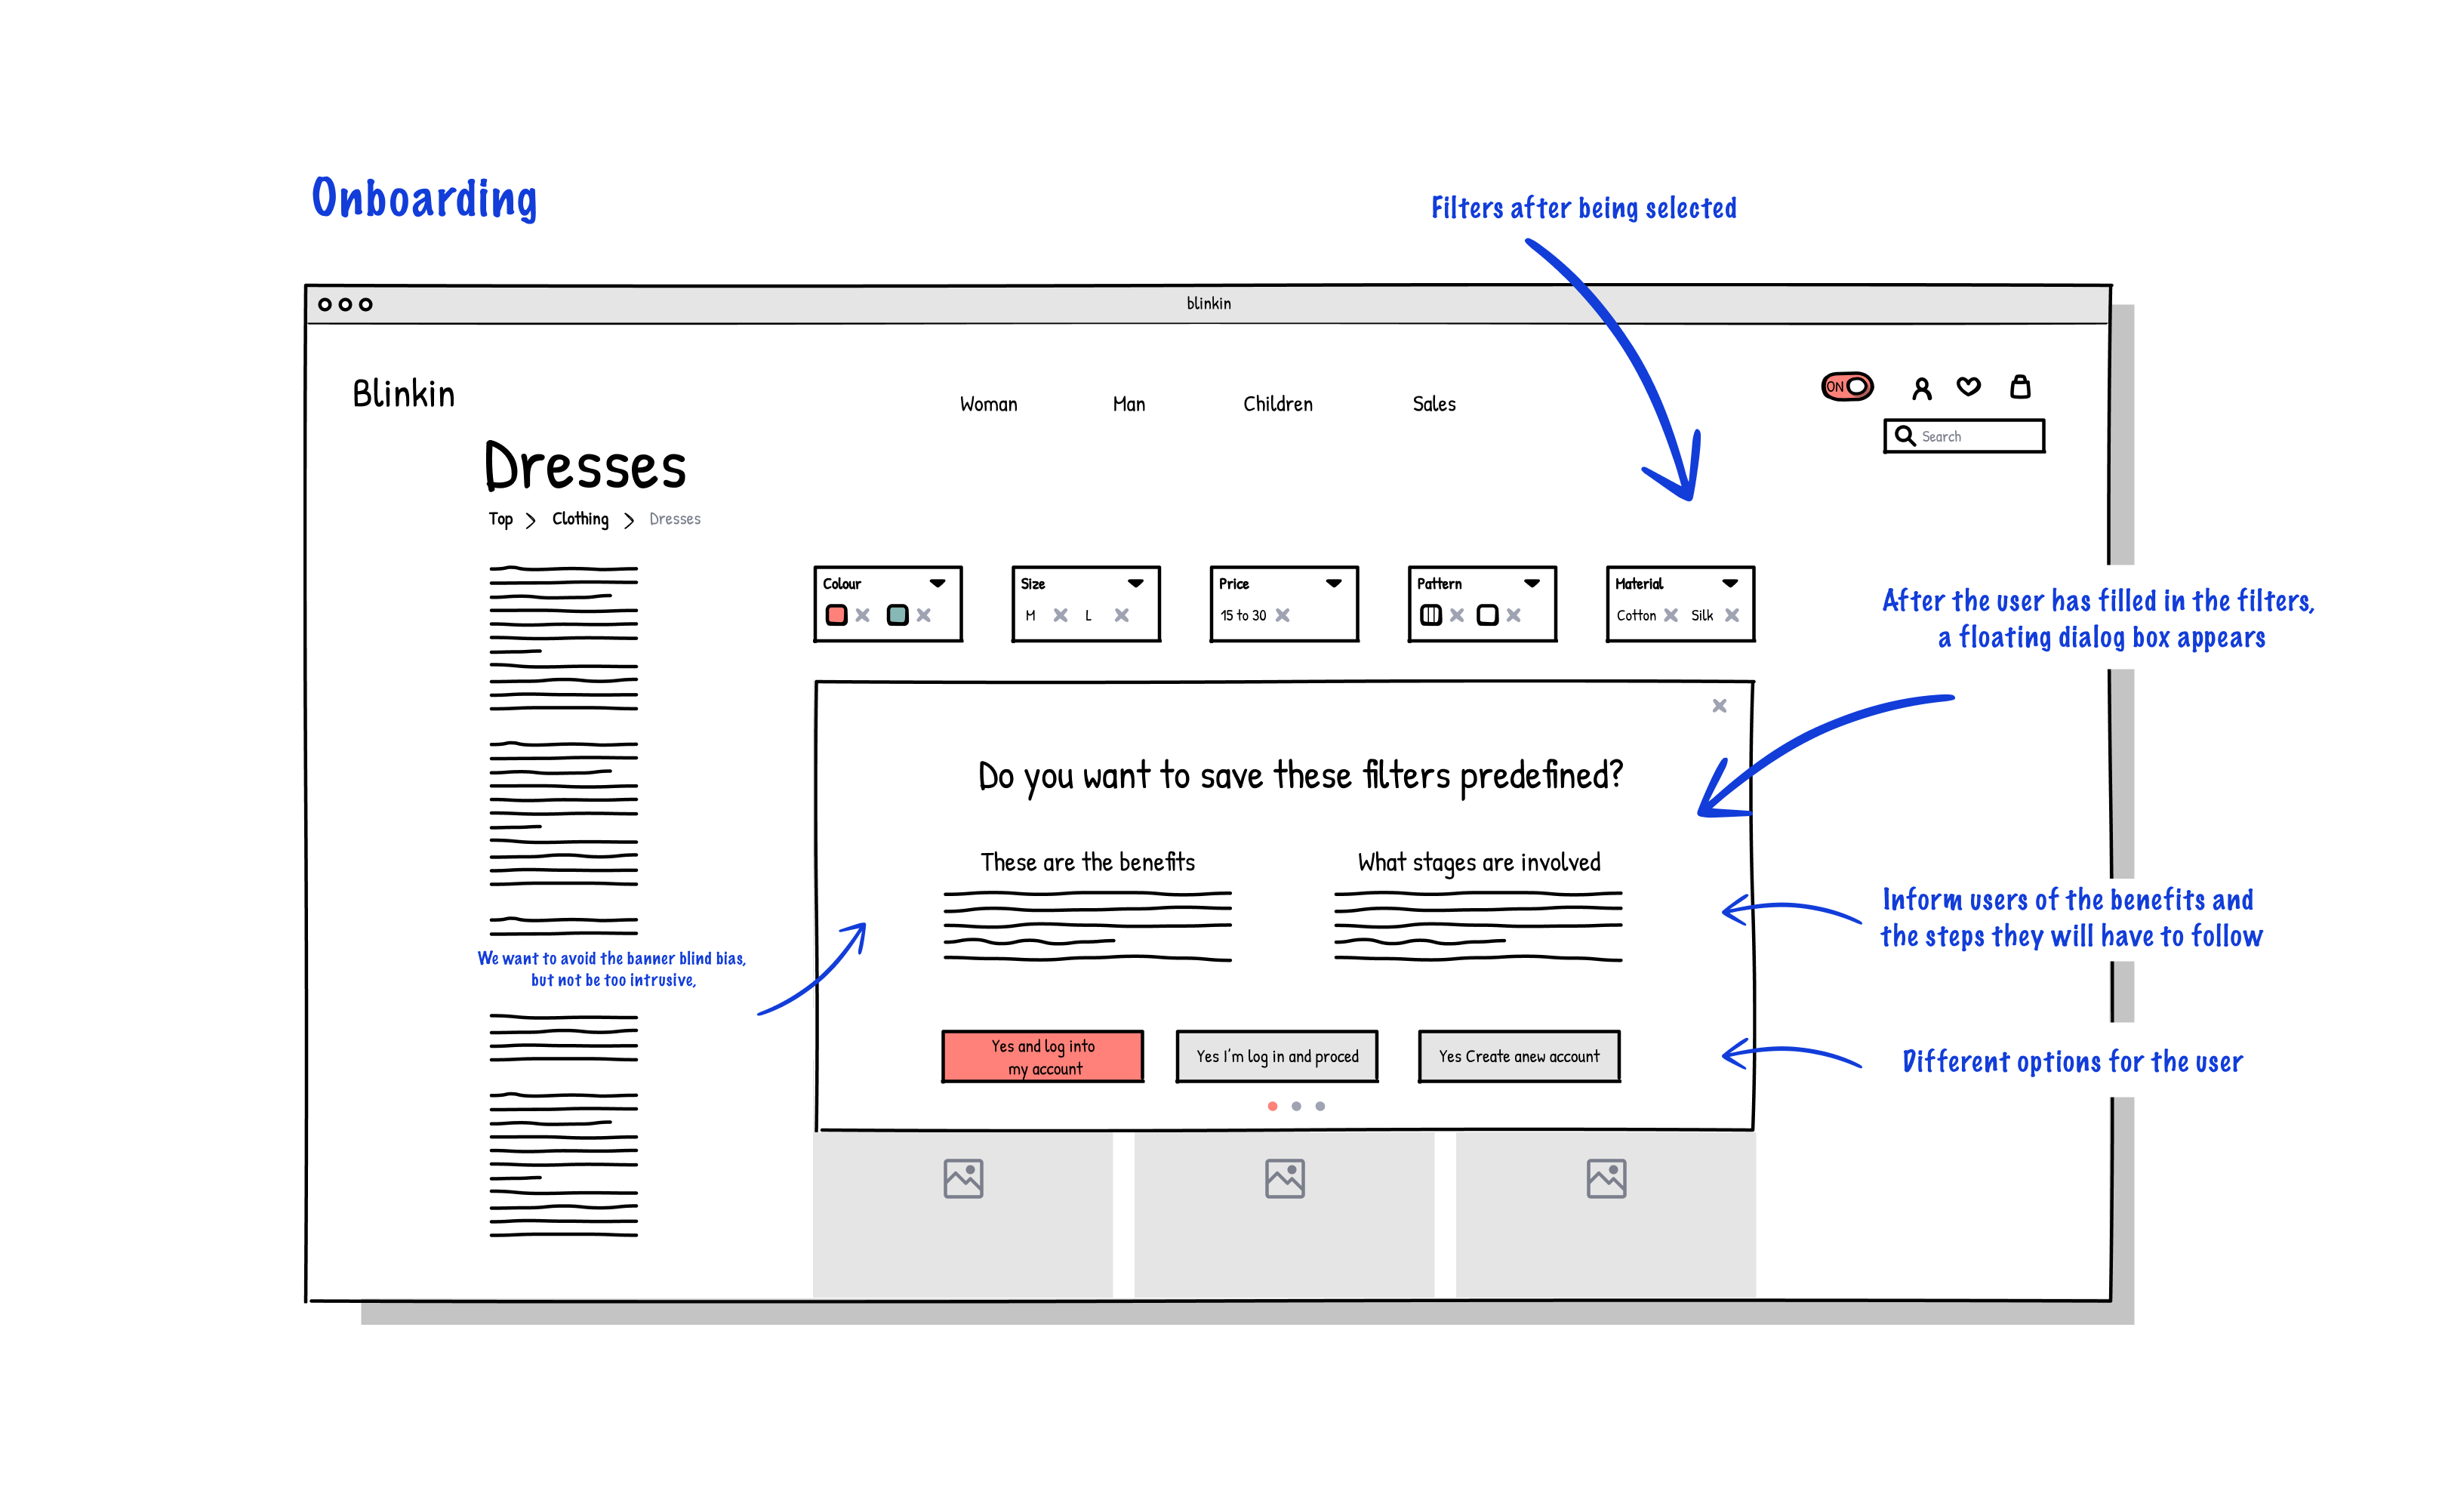 Onboarding
Filters after being selected
blinkin
Blinkin
Woman Man Children Sales
ON
Search
Dresses
Top > Clothing > Dresses
Colour
Size
M L
Price
15 to 30
Pattern
Material
Cotton Silk
After the user has filled in the filters,
a floating dialog box appears
Do you want to save these filters predefined?
These are the benefits
What stages are involved
Inform users of the benefits and
the steps they will have to follow
We want to avoid the banner blind bias,
but not be too intrusive,
Yes and log into
my account
Yes I'm log in and proced
Yes Create anew account
Different options for the user